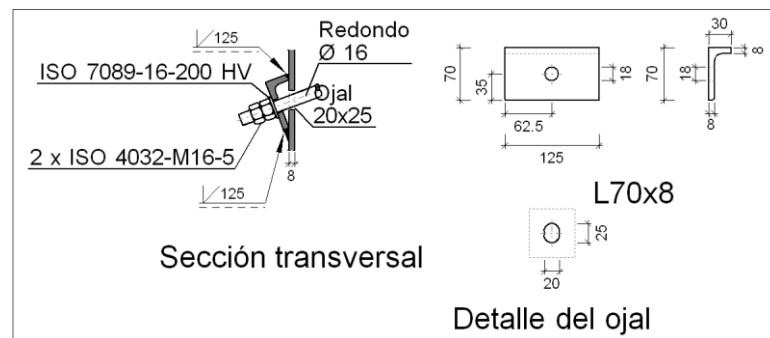 125
Redondo
Ø 16
ISO 7089-16-200 HV
Ojal
20x25
2 x ISO 4032-M16-5
8
125
Sección transversal
70
35
18
62.5
125
30
8
70
18
8
L70x8
25
20
Detalle del ojal